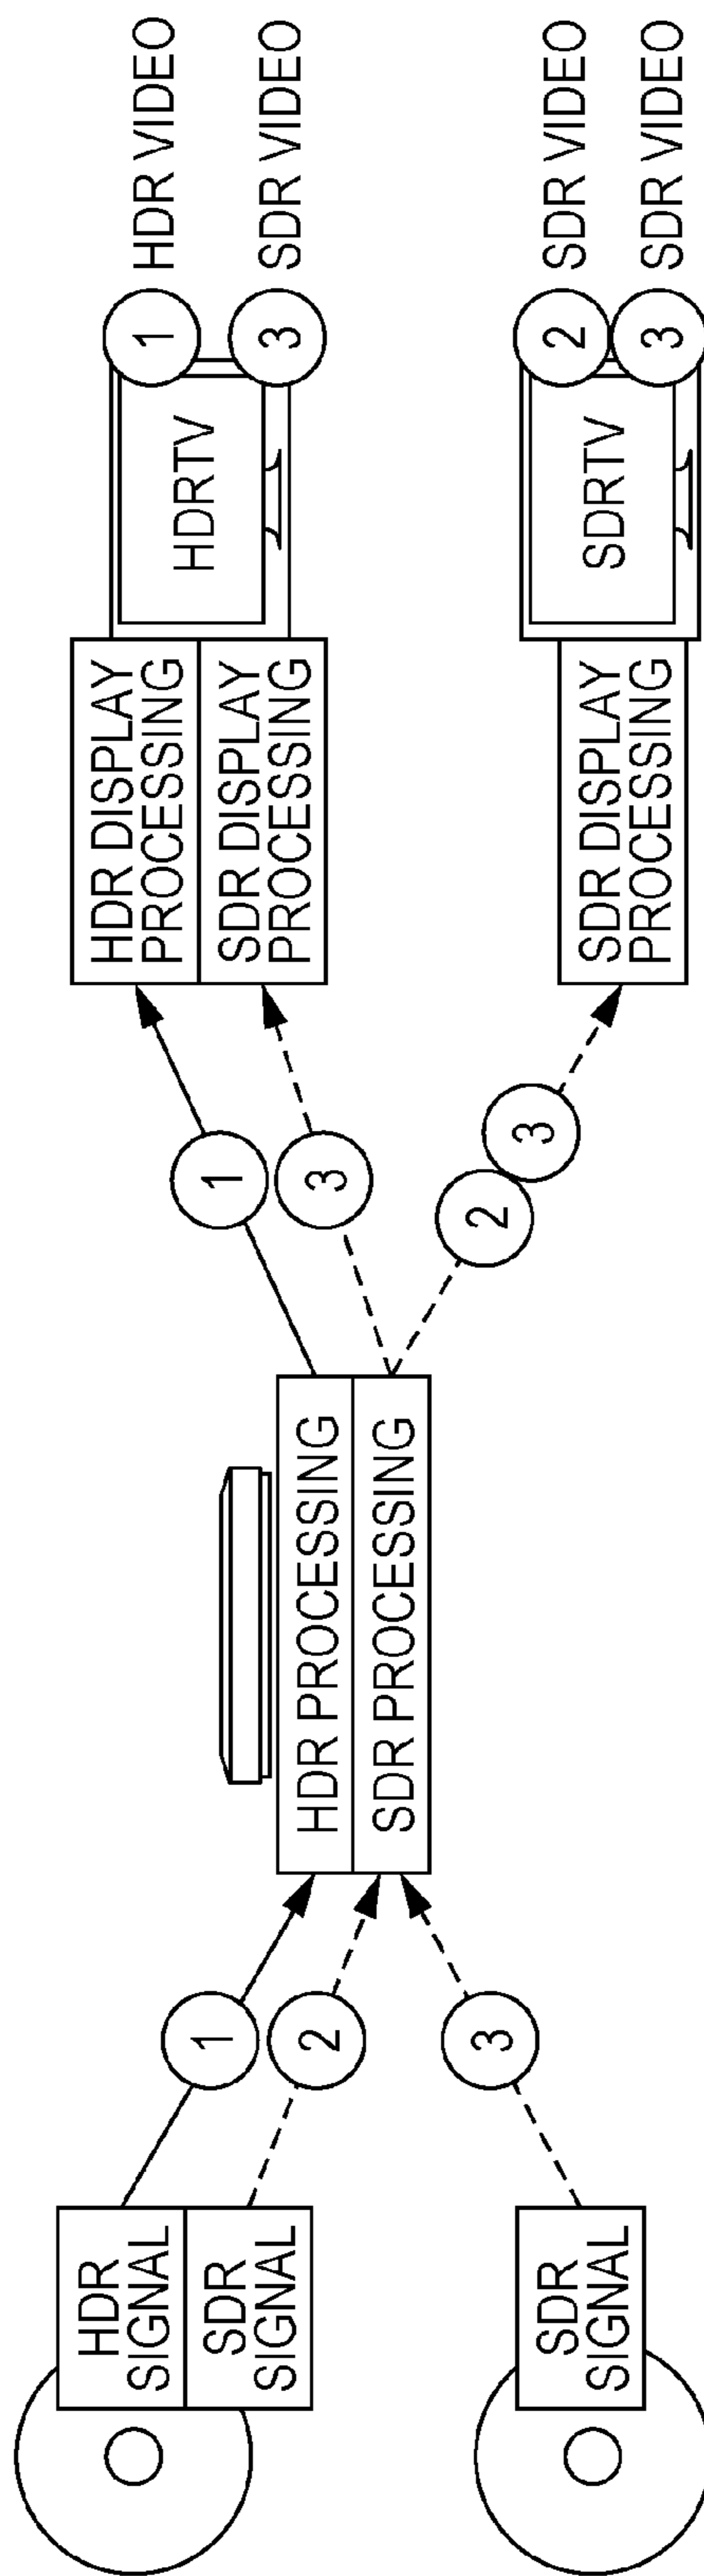 HDR
SIGNAL
SDR
SIGNAL
SDR
SIGNAL
1
2
3
HDR PROCESSING
SDR PROCESSING
1
3
2
3
HDR DISPLAY
PROCESSING
SDR DISPLAY
PROCESSING
SDR DISPLAY
PROCESSING
HDRTV
SDRTV
1
HDR VIDEO
3
SDR VIDEO
2
SDR VIDEO
3
SDR VIDEO